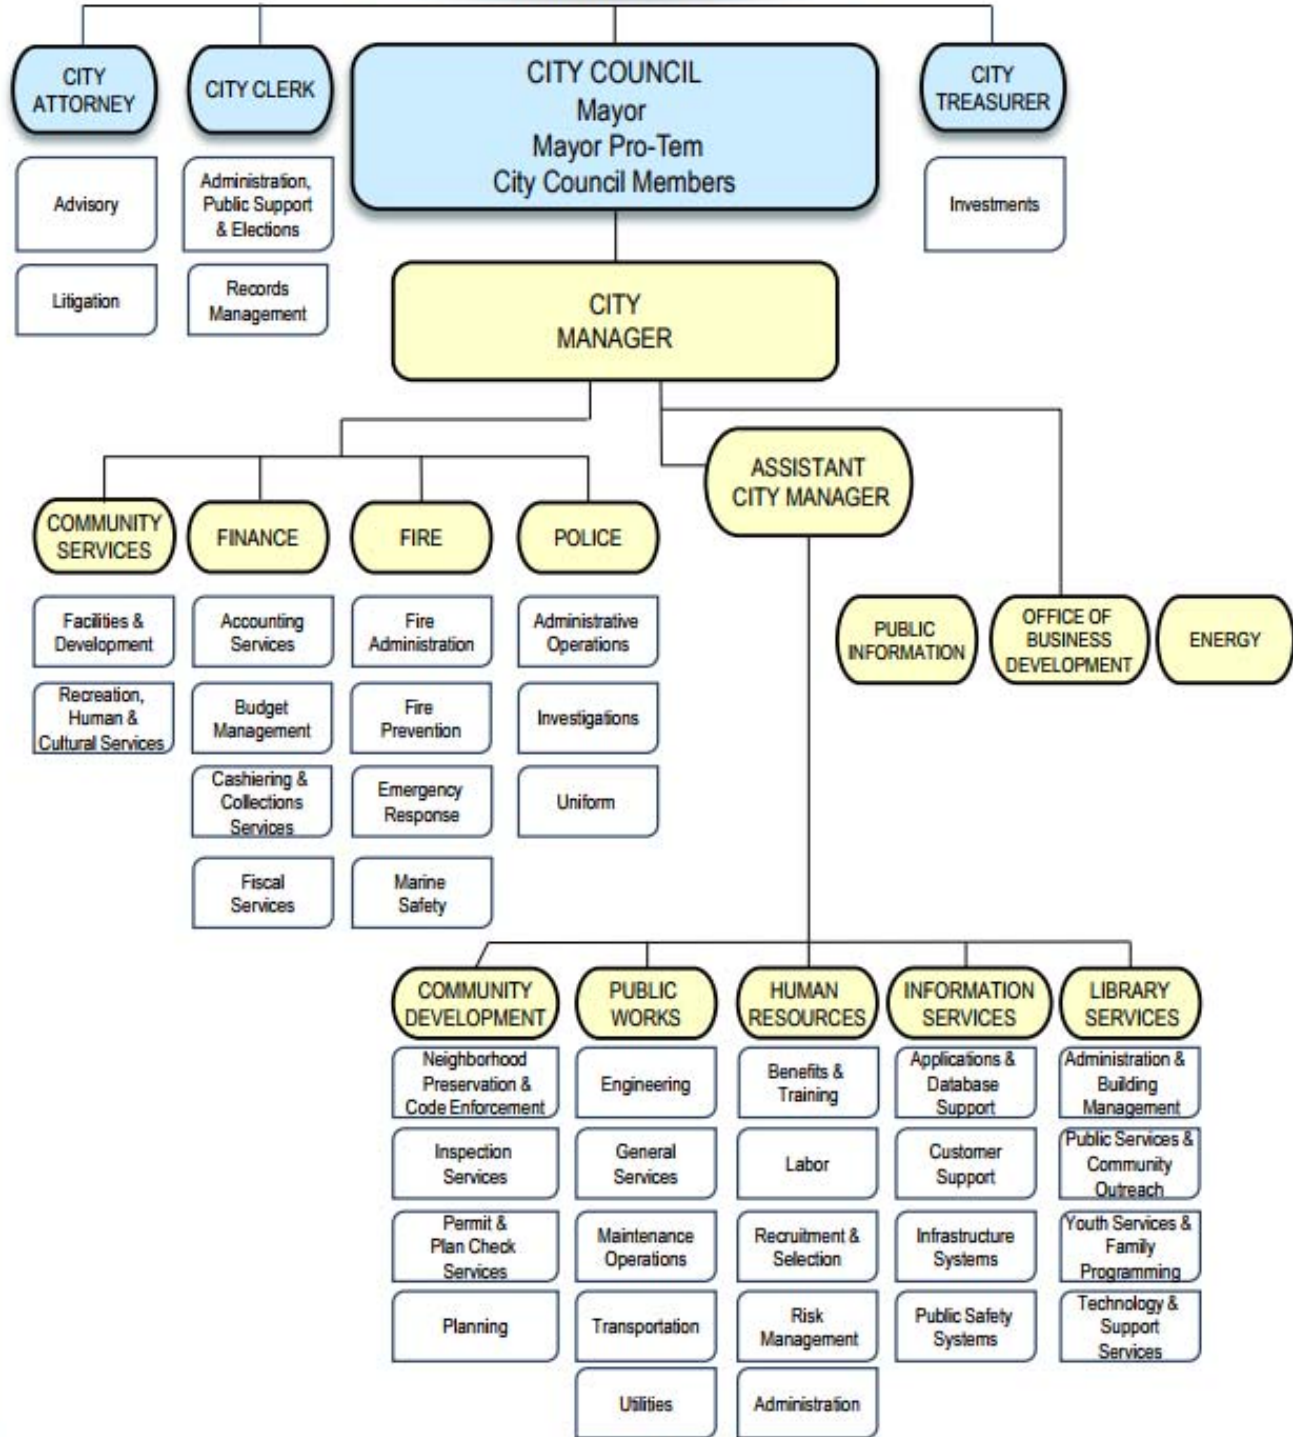 CITY
ATTORNEY
CITY CLERK
CITY COUNCIL
Mayor
Mayor Pro-Tem
City Council Members
CITY
TREASURER
Advisory
Litigation
Administration,
Public Support
& Elections
Records
Management
Investments
CITY
MANAGER
ASSISTANT
CITY MANAGER
COMMUNITY
SERVICES
FINANCE
FIRE
POLICE
Facilities &
Development
Recreation,
Human &
Cultural Services
Accounting
Services
Budget
Management
Cashiering &
Collections
Services
Fiscal
Services
Fire
Administration
Fire
Prevention
Emergency
Response
Marine
Safety
Administrative
Operations
Investigations
Uniform
PUBLIC
INFORMATION
OFFICE OF
BUSINESS
DEVELOPMENT
ENERGY
COMMUNITY
DEVELOPMENT
PUBLIC
WORKS
HUMAN
RESOURCES
INFORMATION
SERVICES
LIBRARY
SERVICES
Neighborhood
Preservation &
Code Enforcement
Inspection
Services
Permit &
Plan Check
Services
Planning
Engineering
General
Services
Maintenance
Operations
Transportation
Utilities
Benefits &
Training
Labor
Recruitment &
Selection
Risk
Management
Administration
Applications &
Database
Support
Customer
Support
Infrastructure
Systems
Public Safety
Systems
Administration &
Building
Management
Public Services &
Community
Outreach
Youth Services &
Family
Programming
Technology &
Support
Services